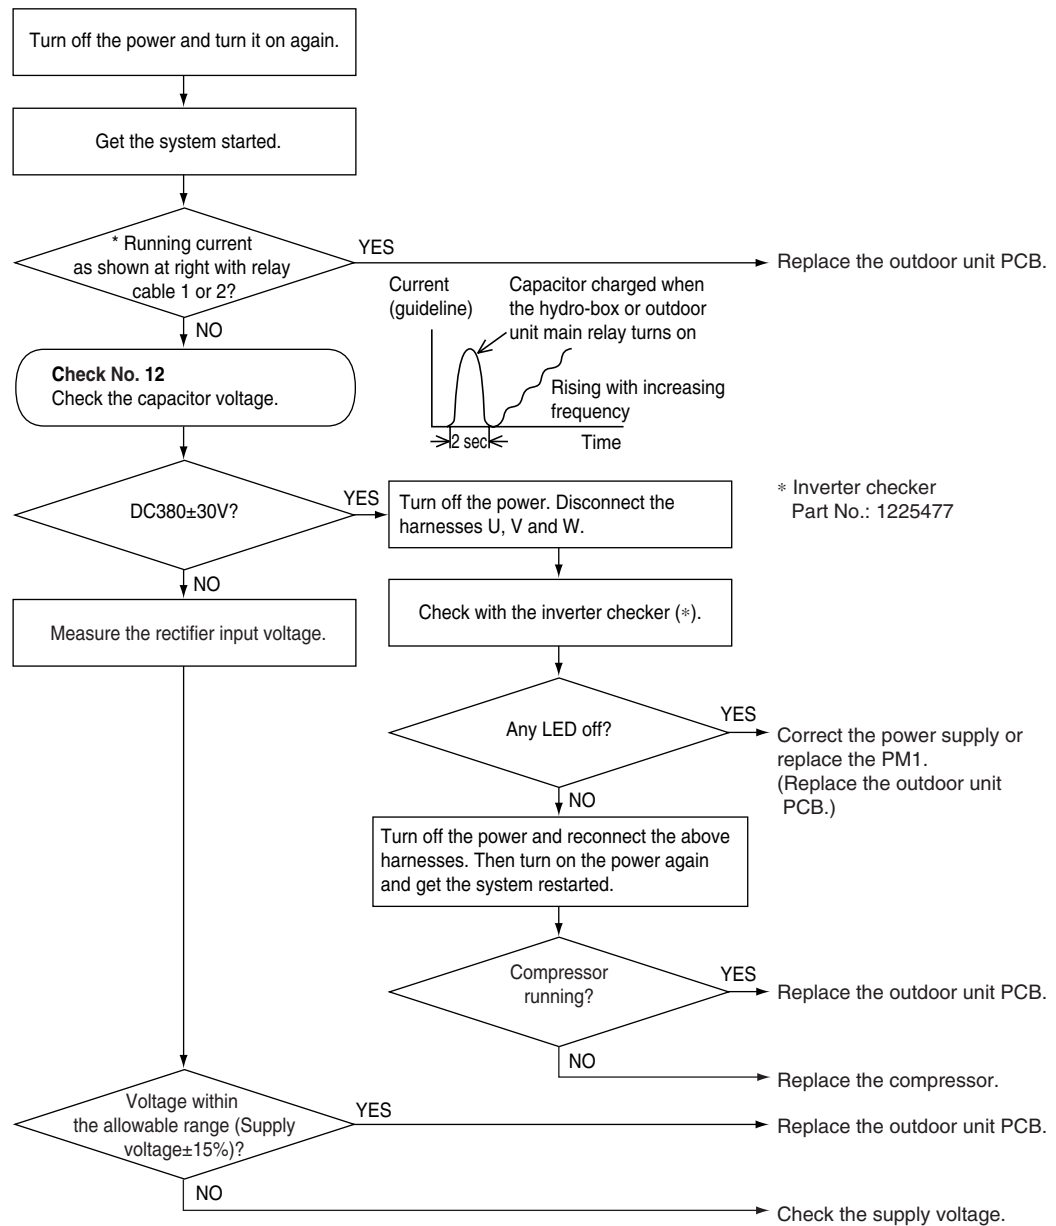 Turn off the power and turn it on again.
Get the system started.
* Running current
as shown at right with relay
cable 1 or 2?
YES
Replace the outdoor unit PCB.
NO
Current
(guideline)
Capacitor charged when
the hydro-box or outdoor
unit main relay turns on
Rising with increasing
frequency
2 sec
Time
Check No. 12
Check the capacitor voltage.
DC380±30V?
YES
Turn off the power. Disconnect the
harnesses U, V and W.
* Inverter checker
Part No.: 1225477
NO
Measure the rectifier input voltage.
Check with the inverter checker (*).
Any LED off?
YES
Correct the power supply or
replace the PM1.
(Replace the outdoor unit
PCB.)
NO
Turn off the power and reconnect the above
harnesses. Then turn on the power again
and get the system restarted.
Compressor
running?
YES
Replace the outdoor unit PCB.
NO
Replace the compressor.
Voltage within
the allowable range (Supply
voltage±15%)?
YES
Replace the outdoor unit PCB.
NO
Check the supply voltage.